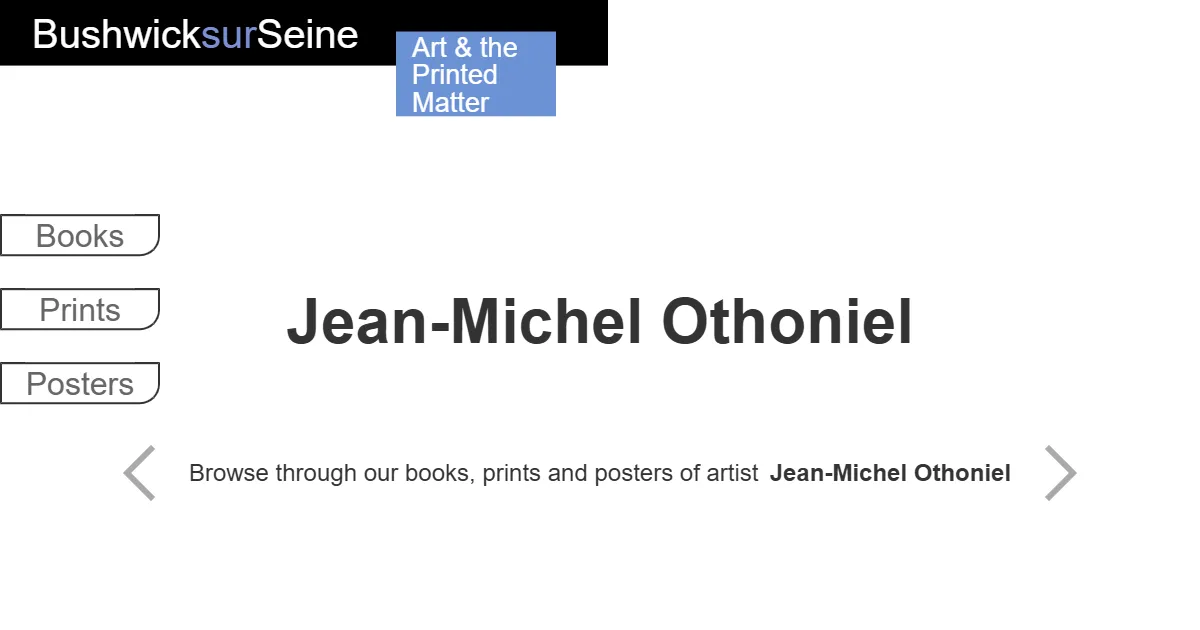 BushwicksurSeine
Art & the
Printed
Matter
Books
Prints
Jean-Michel Othoniel
Posters
Browse through our books, prints and posters of artist Jean-Michel Othoniel